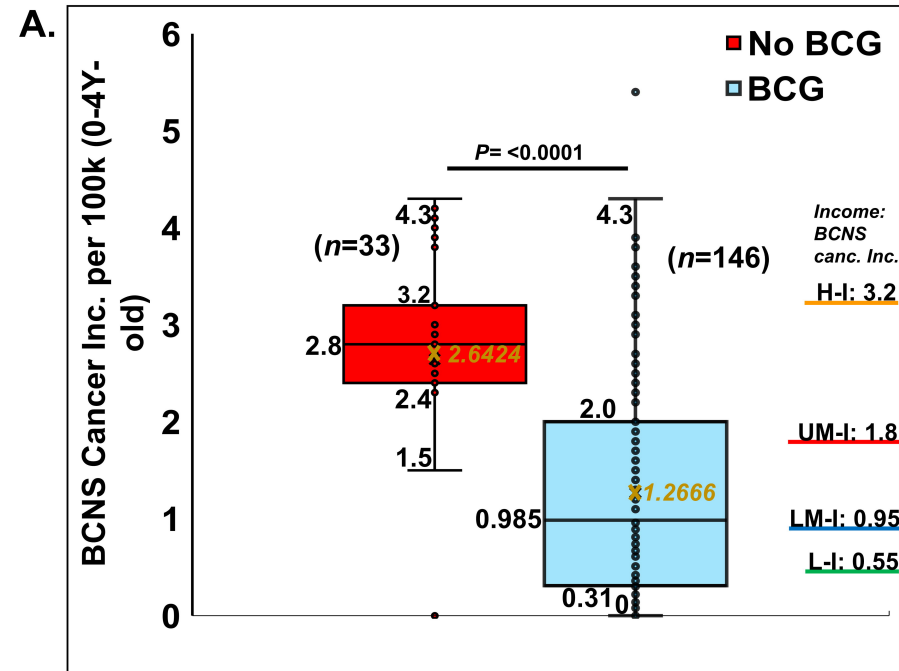 A.
BCNS Cancer Inc. per 100k (0-4Y-
old)
6
5
4
3
2
1
0
No BCG
BCG
P= <0.0001
4.3
(n=33)
3.2
2.8
2.6424
2.4
1.5
4.3
(n=146)
2.0
1.2666
0.985
0.31
0
Income:
BCNS
canc. Inc.
H-I: 3.2
UM-I: 1.8
LM-I: 0.95
L-I: 0.55